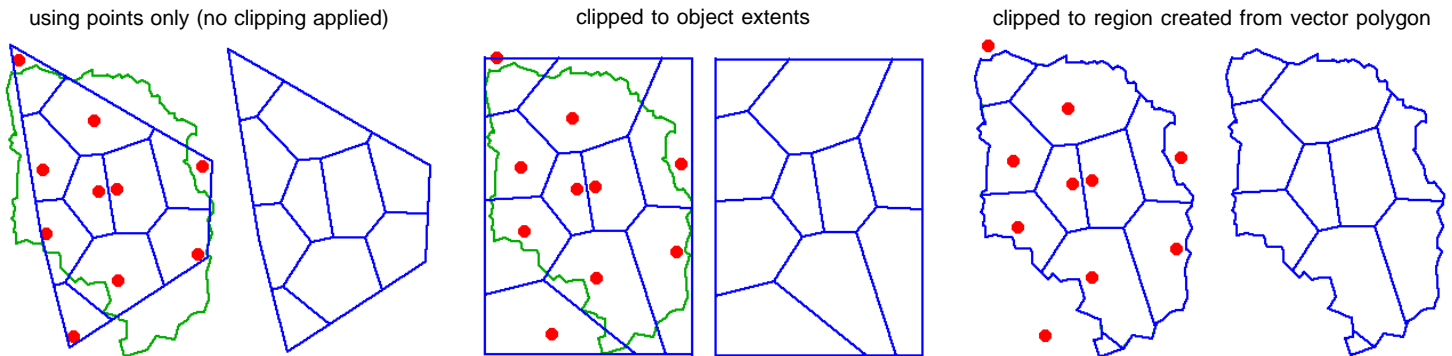 using points only (no clipping applied)
clipped to object extents
clipped to region created from vector polygon